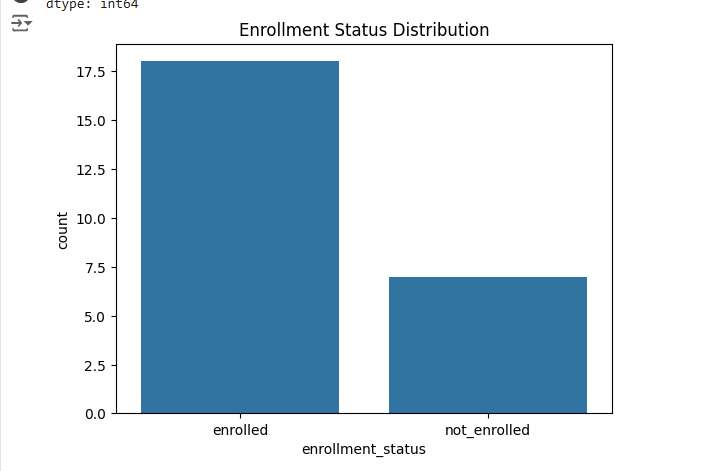 dtype: int64
Enrollment Status Distribution
17.5
15.0
12.5
10.0
7.5
5.0
2.5
0.0
count
enrolled not_enrolled
enrollment_status